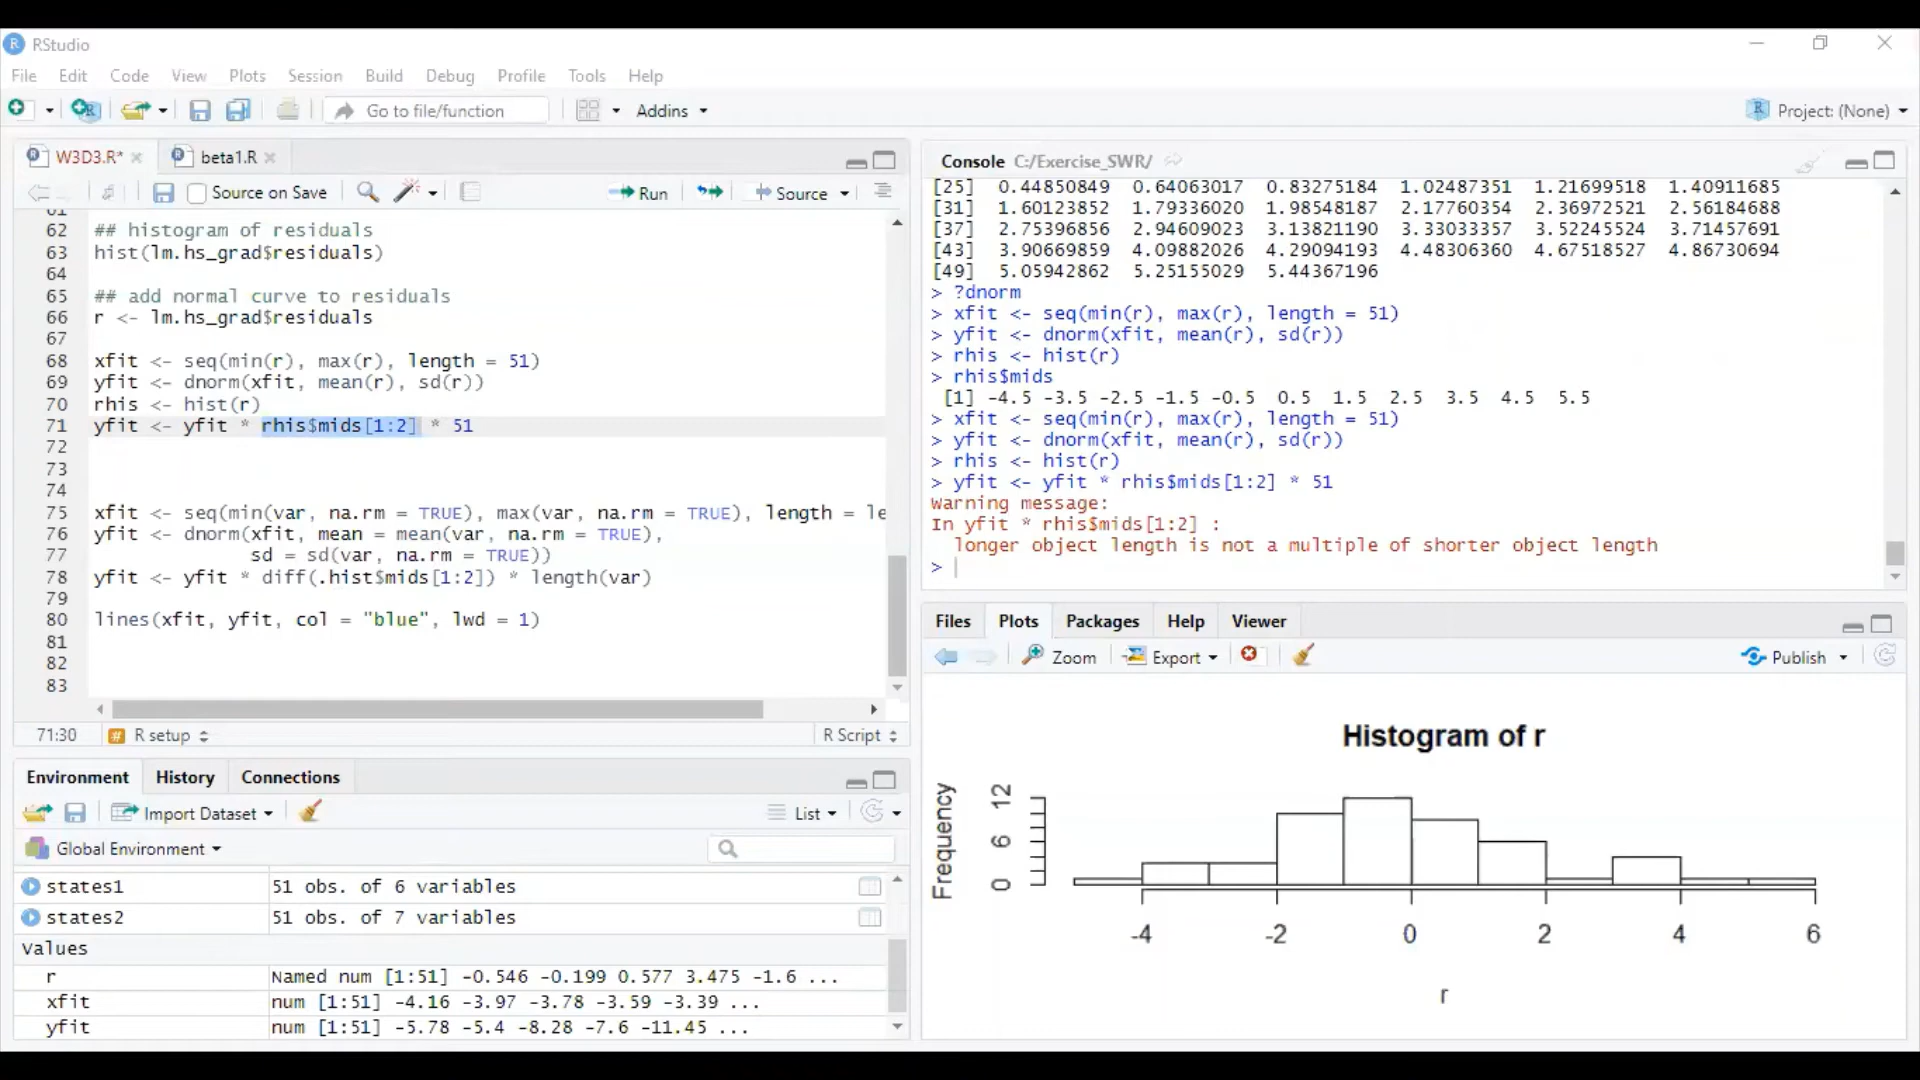 RStudio
File Edit Code View Plots Session Build Debug Profile Tools Help
Go to file/function Addins Project: (None)
W3D3.R* beta1.R
Source on Save Run Source
62 ## histogram of residuals
63 hist(lm.hs_grad$residuals)
64
65 ## add normal curve to residuals
66 r <- lm.hs_grad$residuals
67
68 xfit <- seq(min(r), max(r), length = 51)
69 yfit <- dnorm(xfit, mean(r), sd(r))
70 rhis <- hist(r)
71 yfit <- yfit * rhis$mids[1:2] * 51
72
73
74
75 xfit <- seq(min(var, na.rm = TRUE), max(var, na.rm = TRUE), length = le
76 yfit <- dnorm(xfit, mean = mean(var, na.rm = TRUE),
77 sd = sd(var, na.rm = TRUE))
78 yfit <- yfit * diff(.hist$mids[1:2]) * length(var)
79
80 lines(xfit, yfit, col = "blue", lwd = 1)
81
82
83
71:30 R setup R Script
Environment History Connections
Import Dataset List
Global Environment
states1 51 obs. of 6 variables
states2 51 obs. of 7 variables
Values
r Named num [1:51] -0.546 -0.199 0.577 3.475 -1.6 ...
xfit num [1:51] -4.16 -3.97 -3.78 -3.59 -3.39 ...
yfit num [1:51] -5.78 -5.4 -8.28 -7.6 -11.45 ...
Console C:/Exercise_SWR/
[25] 0.44850849 0.64063017 0.83275184 1.02487351 1.21699518 1.40911685
[31] 1.60123852 1.79336020 1.98548187 2.17760354 2.36972521 2.56184688
[37] 2.75396856 2.94609023 3.13821190 3.33033357 3.52245524 3.71457691
[43] 3.90669859 4.09882026 4.29094193 4.48306360 4.67518527 4.86730694
[49] 5.05942862 5.25155029 5.44367196
> ?dnorm
> xfit <- seq(min(r), max(r), length = 51)
> yfit <- dnorm(xfit, mean(r), sd(r))
> rhis <- hist(r)
> rhis$mids
[1] -4.5 -3.5 -2.5 -1.5 -0.5 0.5 1.5 2.5 3.5 4.5 5.5
> xfit <- seq(min(r), max(r), length = 51)
> yfit <- dnorm(xfit, mean(r), sd(r))
> rhis <- hist(r)
> yfit <- yfit * rhis$mids[1:2] * 51
Warning message:
In yfit * rhis$mids[1:2] :
longer object length is not a multiple of shorter object length
>
Files Plots Packages Help Viewer
Zoom Export Publish
Histogram of r
Frequency
12
6
0
-4 -2 0 2 4 6
r